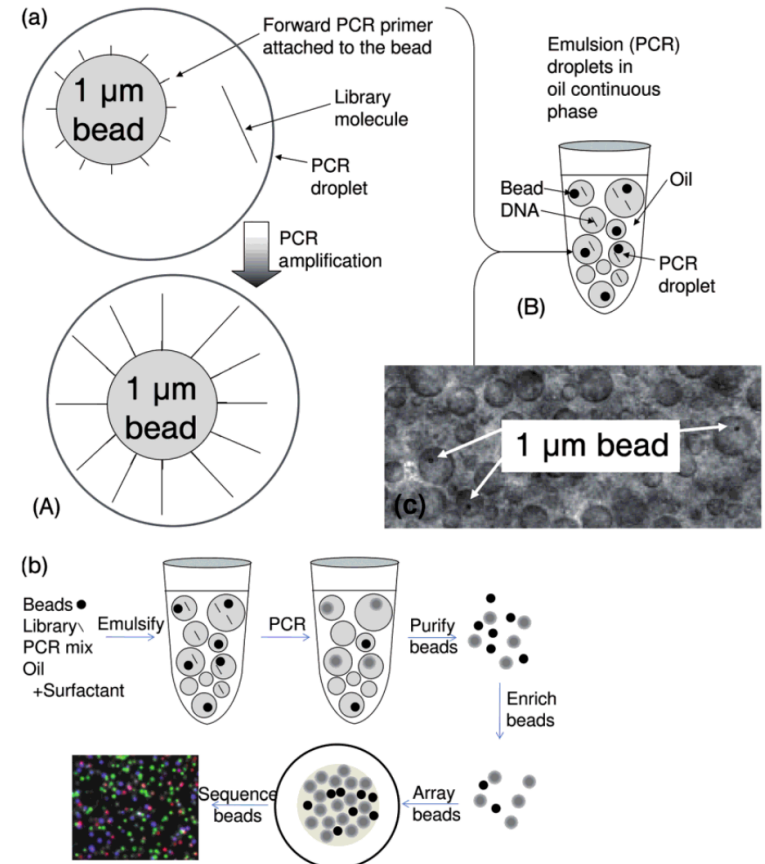 (a)
Forward PCR primer
attached to the bead
1 µm
bead
Library
molecule
PCR
droplet
PCR
amplification
1 µm
bead
(A)
Emulsion (PCR)
droplets in
oil continuous
phase
Bead
DNA
Oil
PCR
droplet
(B)
1 µm bead
(c)
(b)
Beads
Library
PCR mix
Oil
+Surfactant
Emulsify
PCR
Purify
beads
Enrich
beads
Array
beads
Sequence
beads